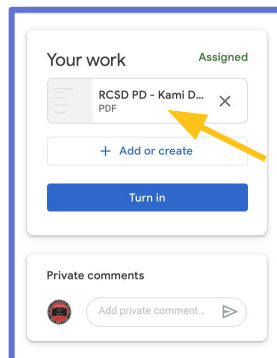 Your work
Assigned
RCSD PD - Kami D...
PDF
+ Add or create
Turn in
Private comments
Add private comment...